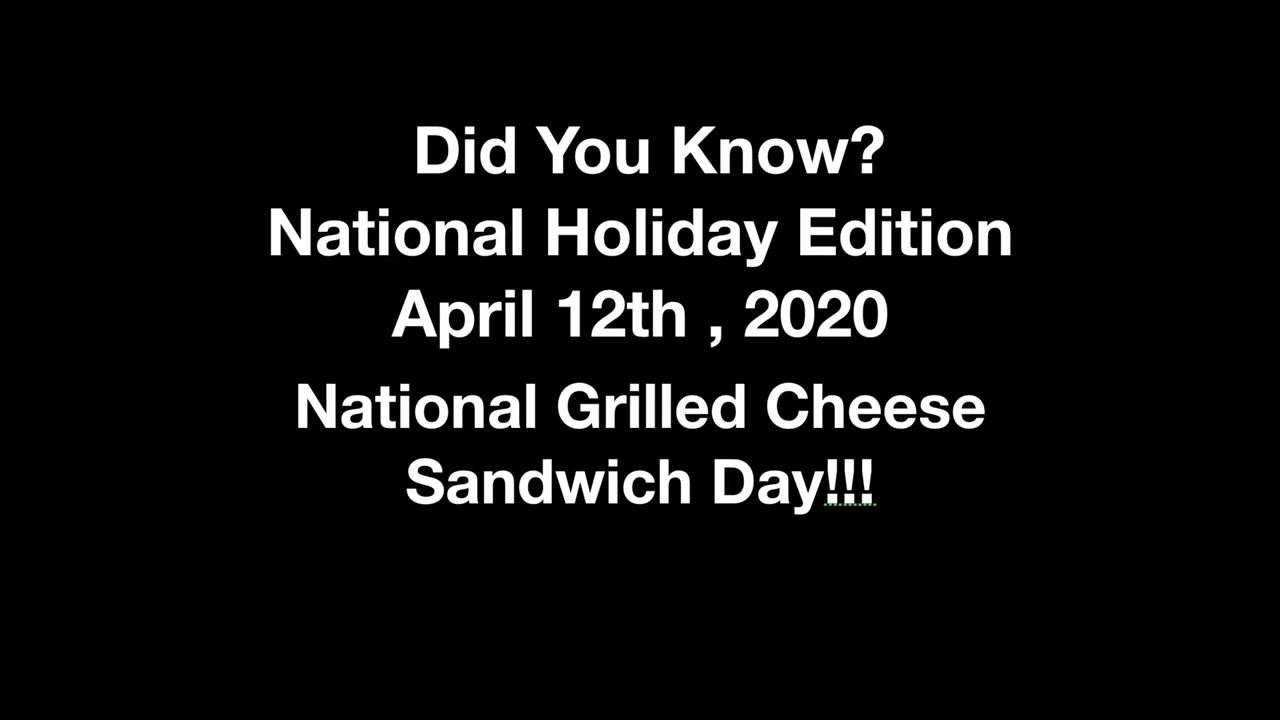 Did You Know?
National Holiday Edition
April 12th , 2020
National Grilled Cheese
Sandwich Day!!!